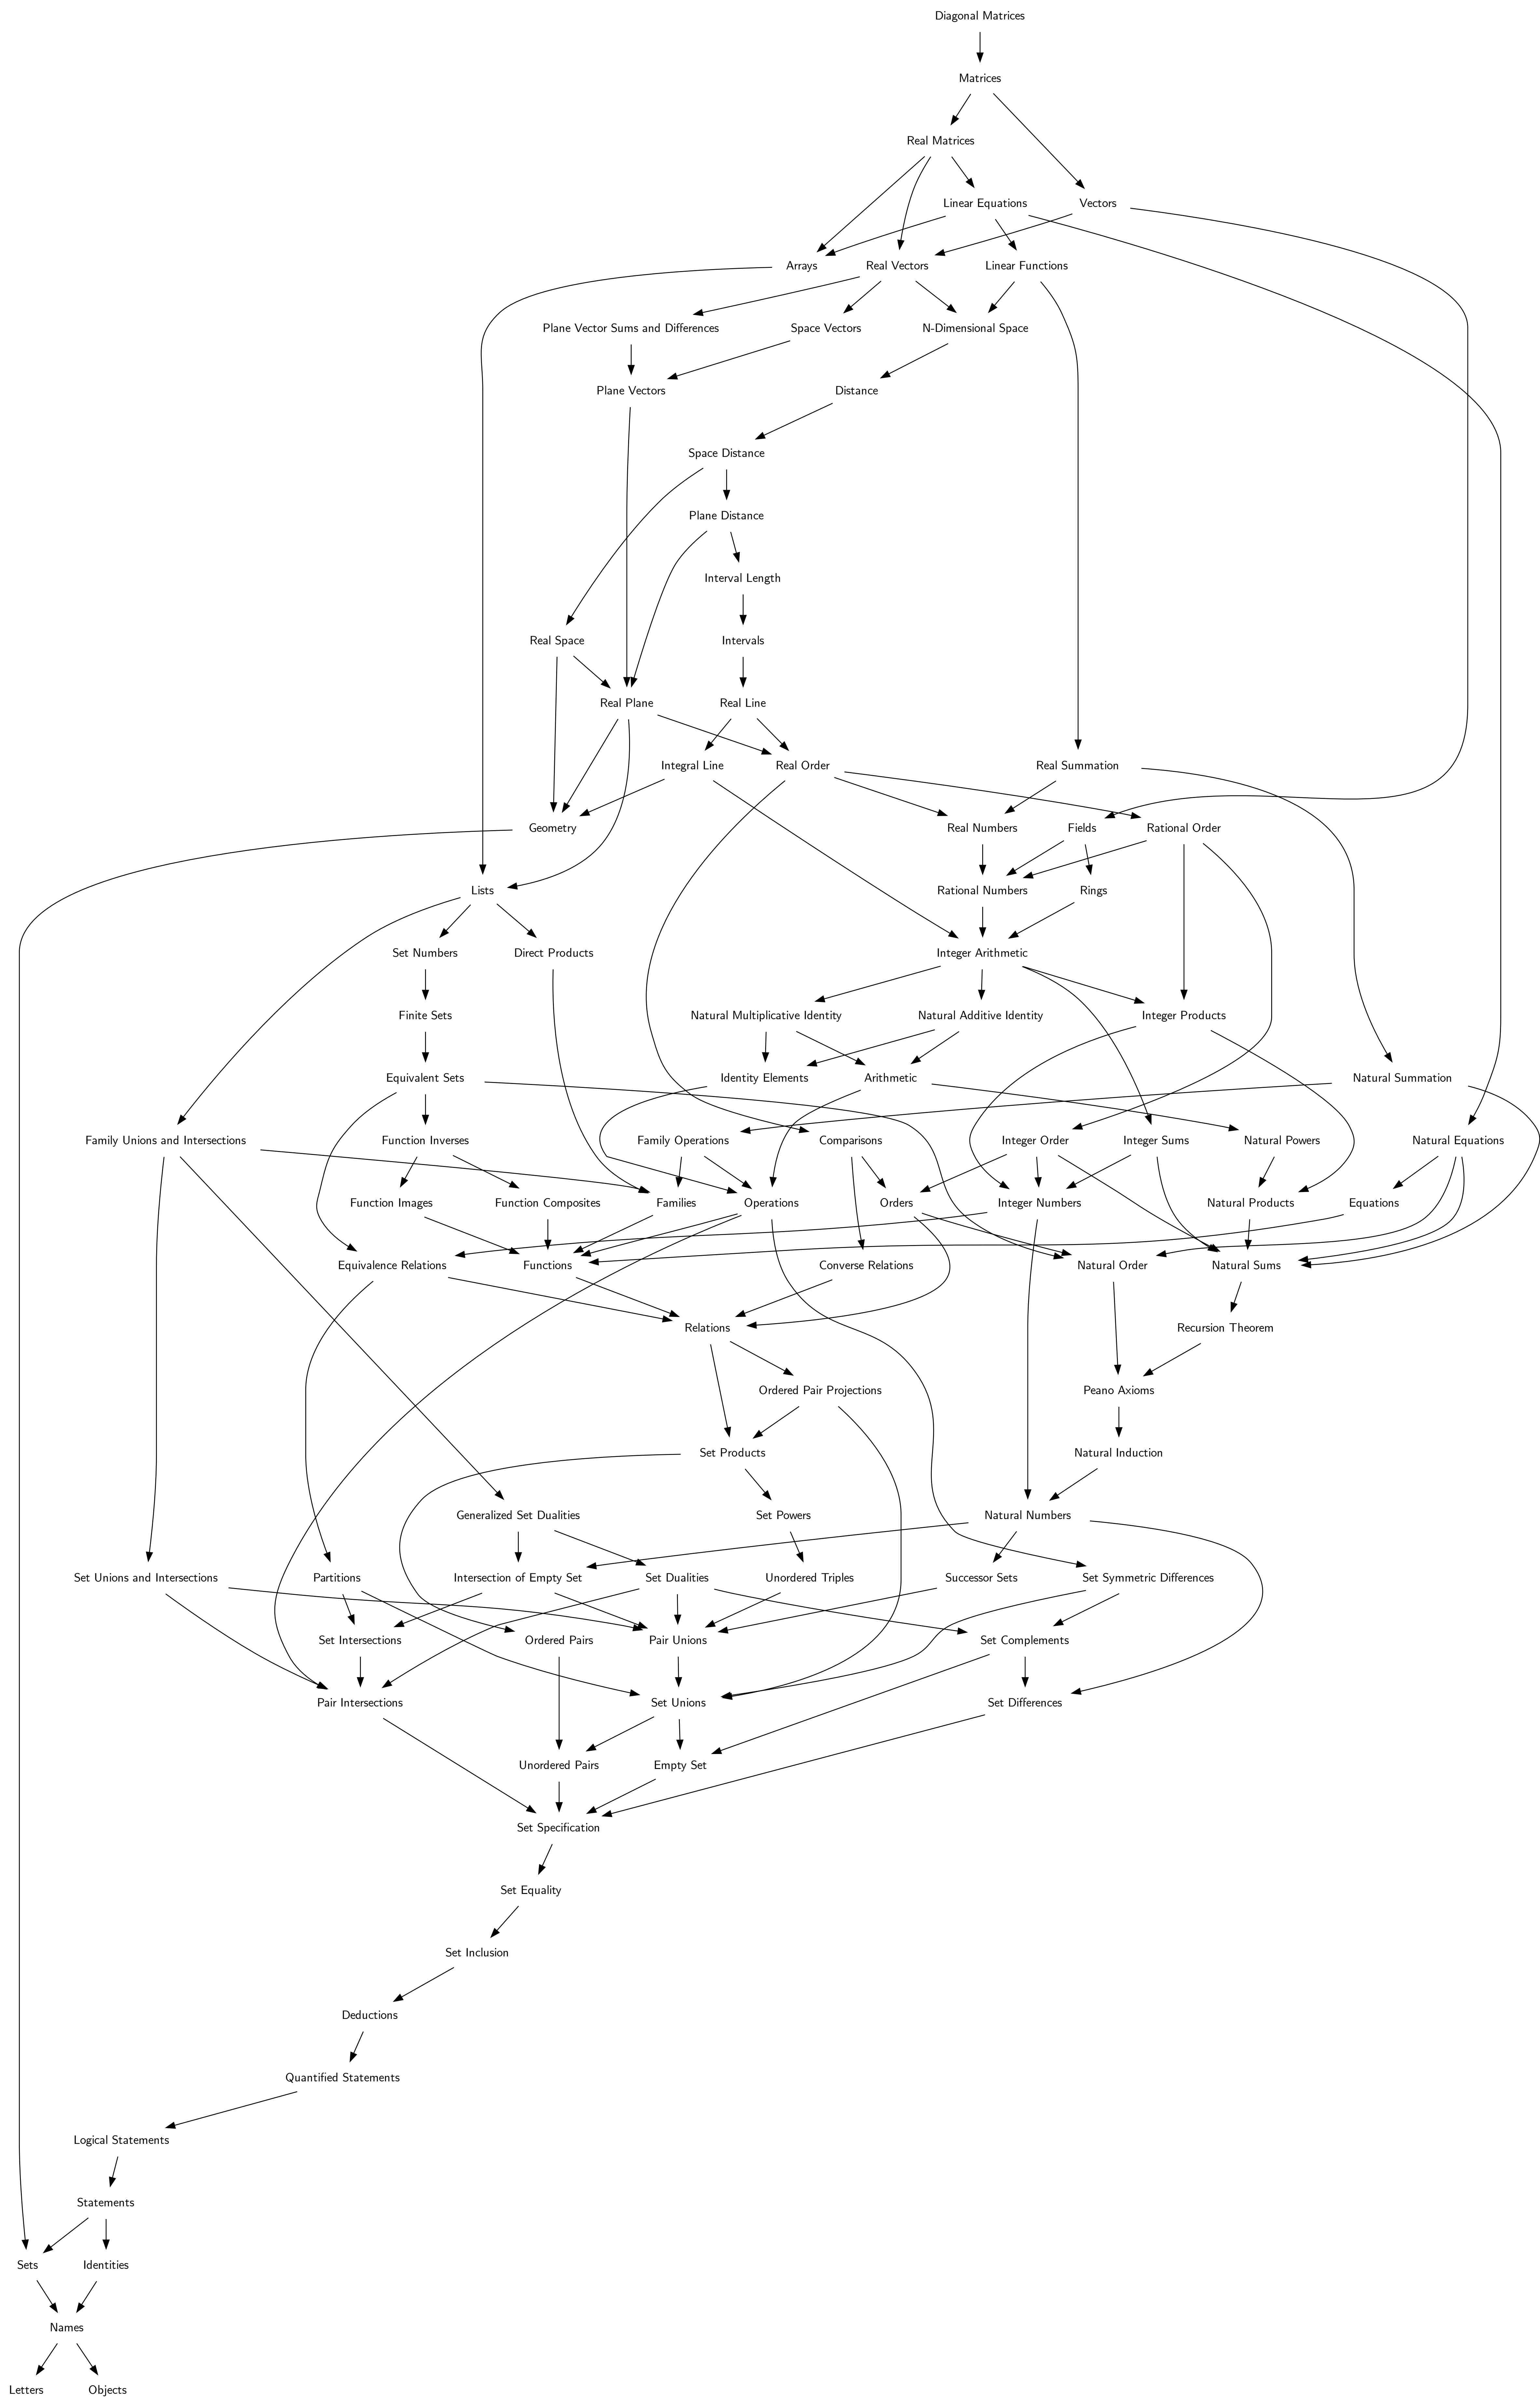 Diagonal Matrices
Matrices
Real Matrices
Linear Equations
Vectors
Arrays
Real Vectors
Linear Functions
Plane Vector Sums and Differences
Space Vectors
N-Dimensional Space
Plane Vectors
Distance
Space Distance
Plane Distance
Interval Length
Real Space
Intervals
Real Plane
Real Line
Integral Line
Real Order
Real Summation
Geometry
Real Numbers
Fields
Rational Order
Lists
Rational Numbers
Rings
Set Numbers
Direct Products
Integer Arithmetic
Finite Sets
Natural Multiplicative Identity
Natural Additive Identity
Integer Products
Equivalent Sets
Identity Elements
Arithmetic
Natural Summation
Family Unions and Intersections
Function Inverses
Family Operations
Comparisons
Integer Order
Integer Sums
Natural Powers
Natural Equations
Function Images
Function Composites
Families
Operations
Orders
Integer Numbers
Natural Products
Equations
Equivalence Relations
Functions
Converse Relations
Natural Order
Natural Sums
Relations
Recursion Theorem
Ordered Pair Projections
Peano Axioms
Set Products
Natural Induction
Generalized Set Dualities
Set Powers
Natural Numbers
Set Unions and Intersections
Partitions
Intersection of Empty Set
Set Dualities
Unordered Triples
Successor Sets
Set Symmetric Differences
Set Intersections
Ordered Pairs
Pair Unions
Set Complements
Pair Intersections
Set Unions
Set Differences
Unordered Pairs
Empty Set
Set Specification
Set Equality
Set Inclusion
Deductions
Quantified Statements
Logical Statements
Statements
Sets
Identities
Names
Letters
Objects